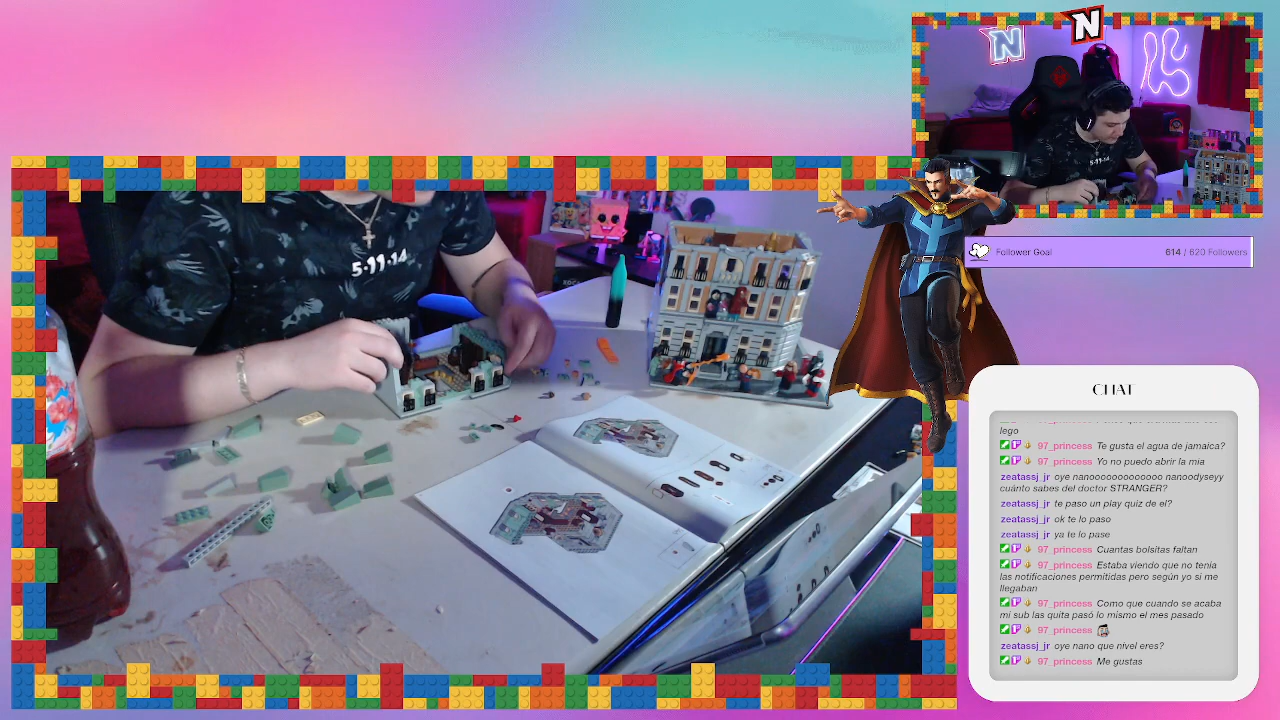 N
N
5·11·14
Follower Goal
614 / 620 Followers
CHAT
lego
97_princess Te gusta el agua de jamaica?
97_princess Yo no puedo abrir la mia
zeatassj_jr oye nanoooooooooooo nanoodyseyy
cuánto sabes del doctor STRANGER?
zeatassj_jr te paso un play quiz de el?
zeatassj_jr ok te lo paso
zeatassj_jr ya te lo pase
97_princess Cuantas bolsitas faltan
97_princess Estaba viendo que no tenia
las notificaciones permitidas pero según yo si me
llegaban
97_princess Como que cuando se acaba
mi sub las quita pasó lo mismo el mes pasado
97_princess
zeatassj_jr oye nano que nivel eres?
97_princess Me gustas